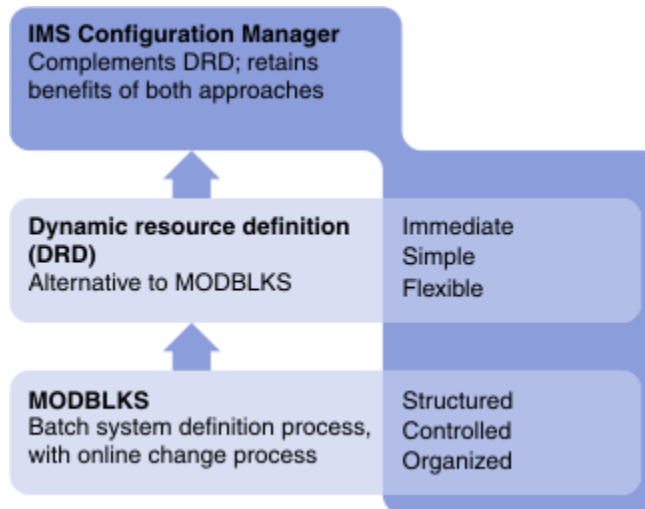 IMS Configuration Manager
Complements DRD; retains
benefits of both approaches
Dynamic resource definition
(DRD)
Alternative to MODBLKS
Immediate
Simple
Flexible
MODBLKS
Batch system definition process,
with online change process
Structured
Controlled
Organized